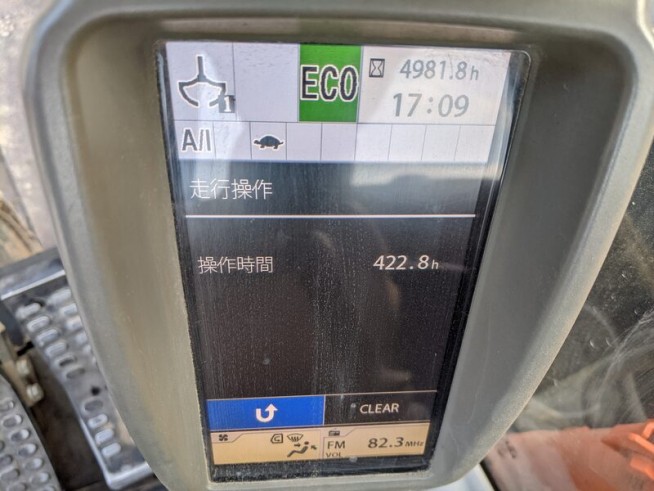 1
ECO
4981.8h
17:09
A/I
走行操作
操作時間
422.8h
CLEAR
FM
82.3MHz
VOL